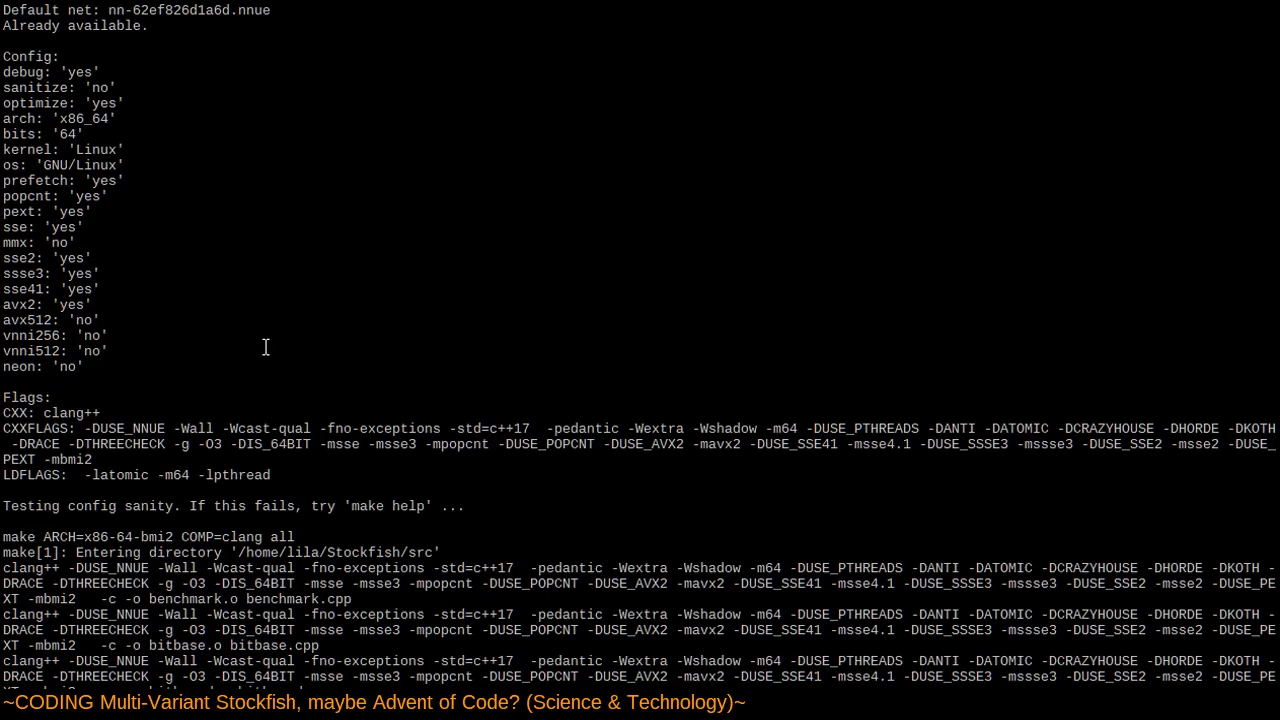 Default net: nn-62ef826d1a6d.nnue
Already available.
Config:
debug: 'yes'
sanitize: 'no'
optimize: 'yes'
arch: 'x86_64'
bits: '64'
kernel: 'Linux'
os: 'GNU/Linux'
prefetch: 'yes'
popcnt: 'yes'
pext: 'yes'
sse: 'yes'
mmx: 'no'
sse2: 'yes'
ssse3: 'yes'
sse41: 'yes'
avx2: 'yes'
avx512: 'no'
vnni256: 'no'
vnni512: 'no'
neon: 'no'
Flags:
CXX: clang++
CXXFLAGS: -DUSE_NNUE -Wall -Wcast-qual -fno-exceptions -std=c++17  -pedantic -Wextra -Wshadow -m64 -DUSE_PTHREADS -DANTI -DATOMIC -DCRAZYHOUSE -DHORDE -DKOTH
-DRACE -DTHREECHECK -g -O3 -DIS_64BIT -msse -msse3 -mpopcnt -DUSE_POPCNT -DUSE_AVX2 -mavx2 -DUSE_SSE41 -msse4.1 -DUSE_SSSE3 -mssse3 -DUSE_SSE2 -msse2 -DUSE_
PEXT -mbmi2
LDFLAGS:  -latomic -m64 -lpthread
Testing config sanity. If this fails, try 'make help' ...
make ARCH=x86-64-bmi2 COMP=clang all
make[1]: Entering directory '/home/lila/Stockfish/src'
clang++ -DUSE_NNUE -Wall -Wcast-qual -fno-exceptions -std=c++17  -pedantic -Wextra -Wshadow -m64 -DUSE_PTHREADS -DANTI -DATOMIC -DCRAZYHOUSE -DHORDE -DKOTH -
DRACE -DTHREECHECK -g -O3 -DIS_64BIT -msse -msse3 -mpopcnt -DUSE_POPCNT -DUSE_AVX2 -mavx2 -DUSE_SSE41 -msse4.1 -DUSE_SSSE3 -mssse3 -DUSE_SSE2 -msse2 -DUSE_PE
XT -mbmi2   -c -o benchmark.o benchmark.cpp
clang++ -DUSE_NNUE -Wall -Wcast-qual -fno-exceptions -std=c++17  -pedantic -Wextra -Wshadow -m64 -DUSE_PTHREADS -DANTI -DATOMIC -DCRAZYHOUSE -DHORDE -DKOTH -
DRACE -DTHREECHECK -g -O3 -DIS_64BIT -msse -msse3 -mpopcnt -DUSE_POPCNT -DUSE_AVX2 -mavx2 -DUSE_SSE41 -msse4.1 -DUSE_SSSE3 -mssse3 -DUSE_SSE2 -msse2 -DUSE_PE
XT -mbmi2   -c -o bitbase.o bitbase.cpp
clang++ -DUSE_NNUE -Wall -Wcast-qual -fno-exceptions -std=c++17  -pedantic -Wextra -Wshadow -m64 -DUSE_PTHREADS -DANTI -DATOMIC -DCRAZYHOUSE -DHORDE -DKOTH -
DRACE -DTHREECHECK -g -O3 -DIS_64BIT -msse -msse3 -mpopcnt -DUSE_POPCNT -DUSE_AVX2 -mavx2 -DUSE_SSE41 -msse4.1 -DUSE_SSSE3 -mssse3 -DUSE_SSE2 -msse2 -DUSE_PE
~CODING Multi-Variant Stockfish, maybe Advent of Code? (Science & Technology)~